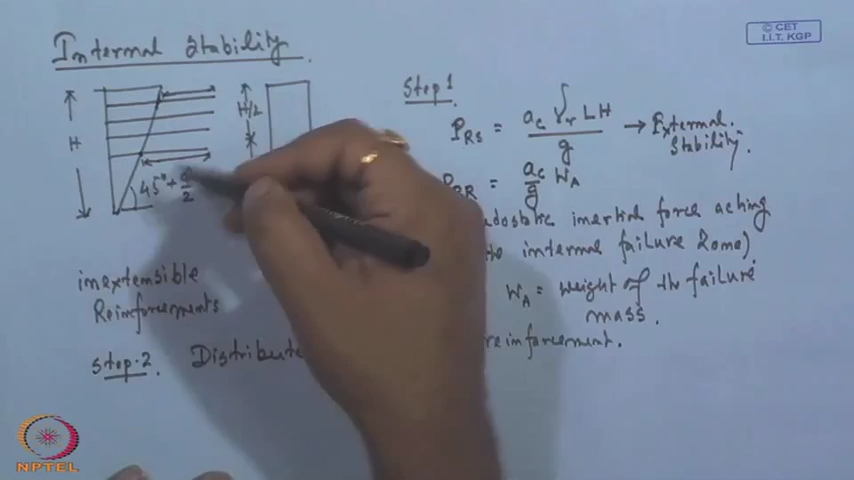 © CET
I.I.T. KGP
Internal Stability.
Step 1.
H
H/2
45° +
2
P_RS = a_c γ_r L H / g → External Stability.
a_c / g W_A
inertial force acting
internal failure zone).
W_A = weight of the failure
mass.
inextensible
Reinforcements
Step-2. Distribute
reinforcement.
NPTEL